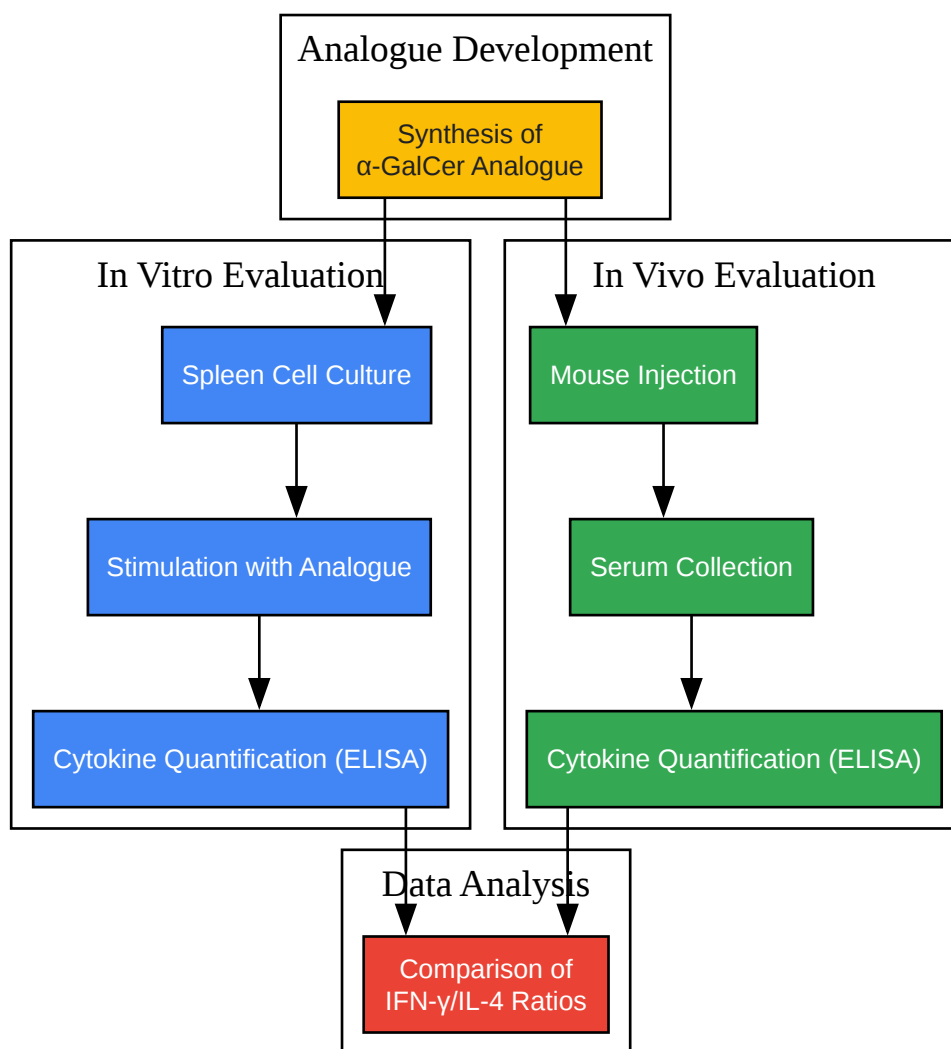 Analogue Development
Synthesis of
α-GalCer Analogue
In Vitro Evaluation
Spleen Cell Culture
Stimulation with Analogue
Cytokine Quantification (ELISA)
In Vivo Evaluation
Mouse Injection
Serum Collection
Cytokine Quantification (ELISA)
Data Analysis
Comparison of
IFN-γ/IL-4 Ratios